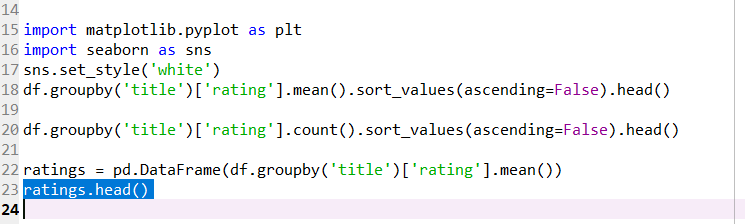 14
15 import matplotlib.pyplot as plt
16 import seaborn as sns
17 sns.set_style('white')
18 df.groupby('title')['rating'].mean().sort_values(ascending=False).head()
19
20 df.groupby('title')['rating'].count().sort_values(ascending=False).head()
21
22 ratings = pd.DataFrame(df.groupby('title')['rating'].mean())
23 ratings.head()
24